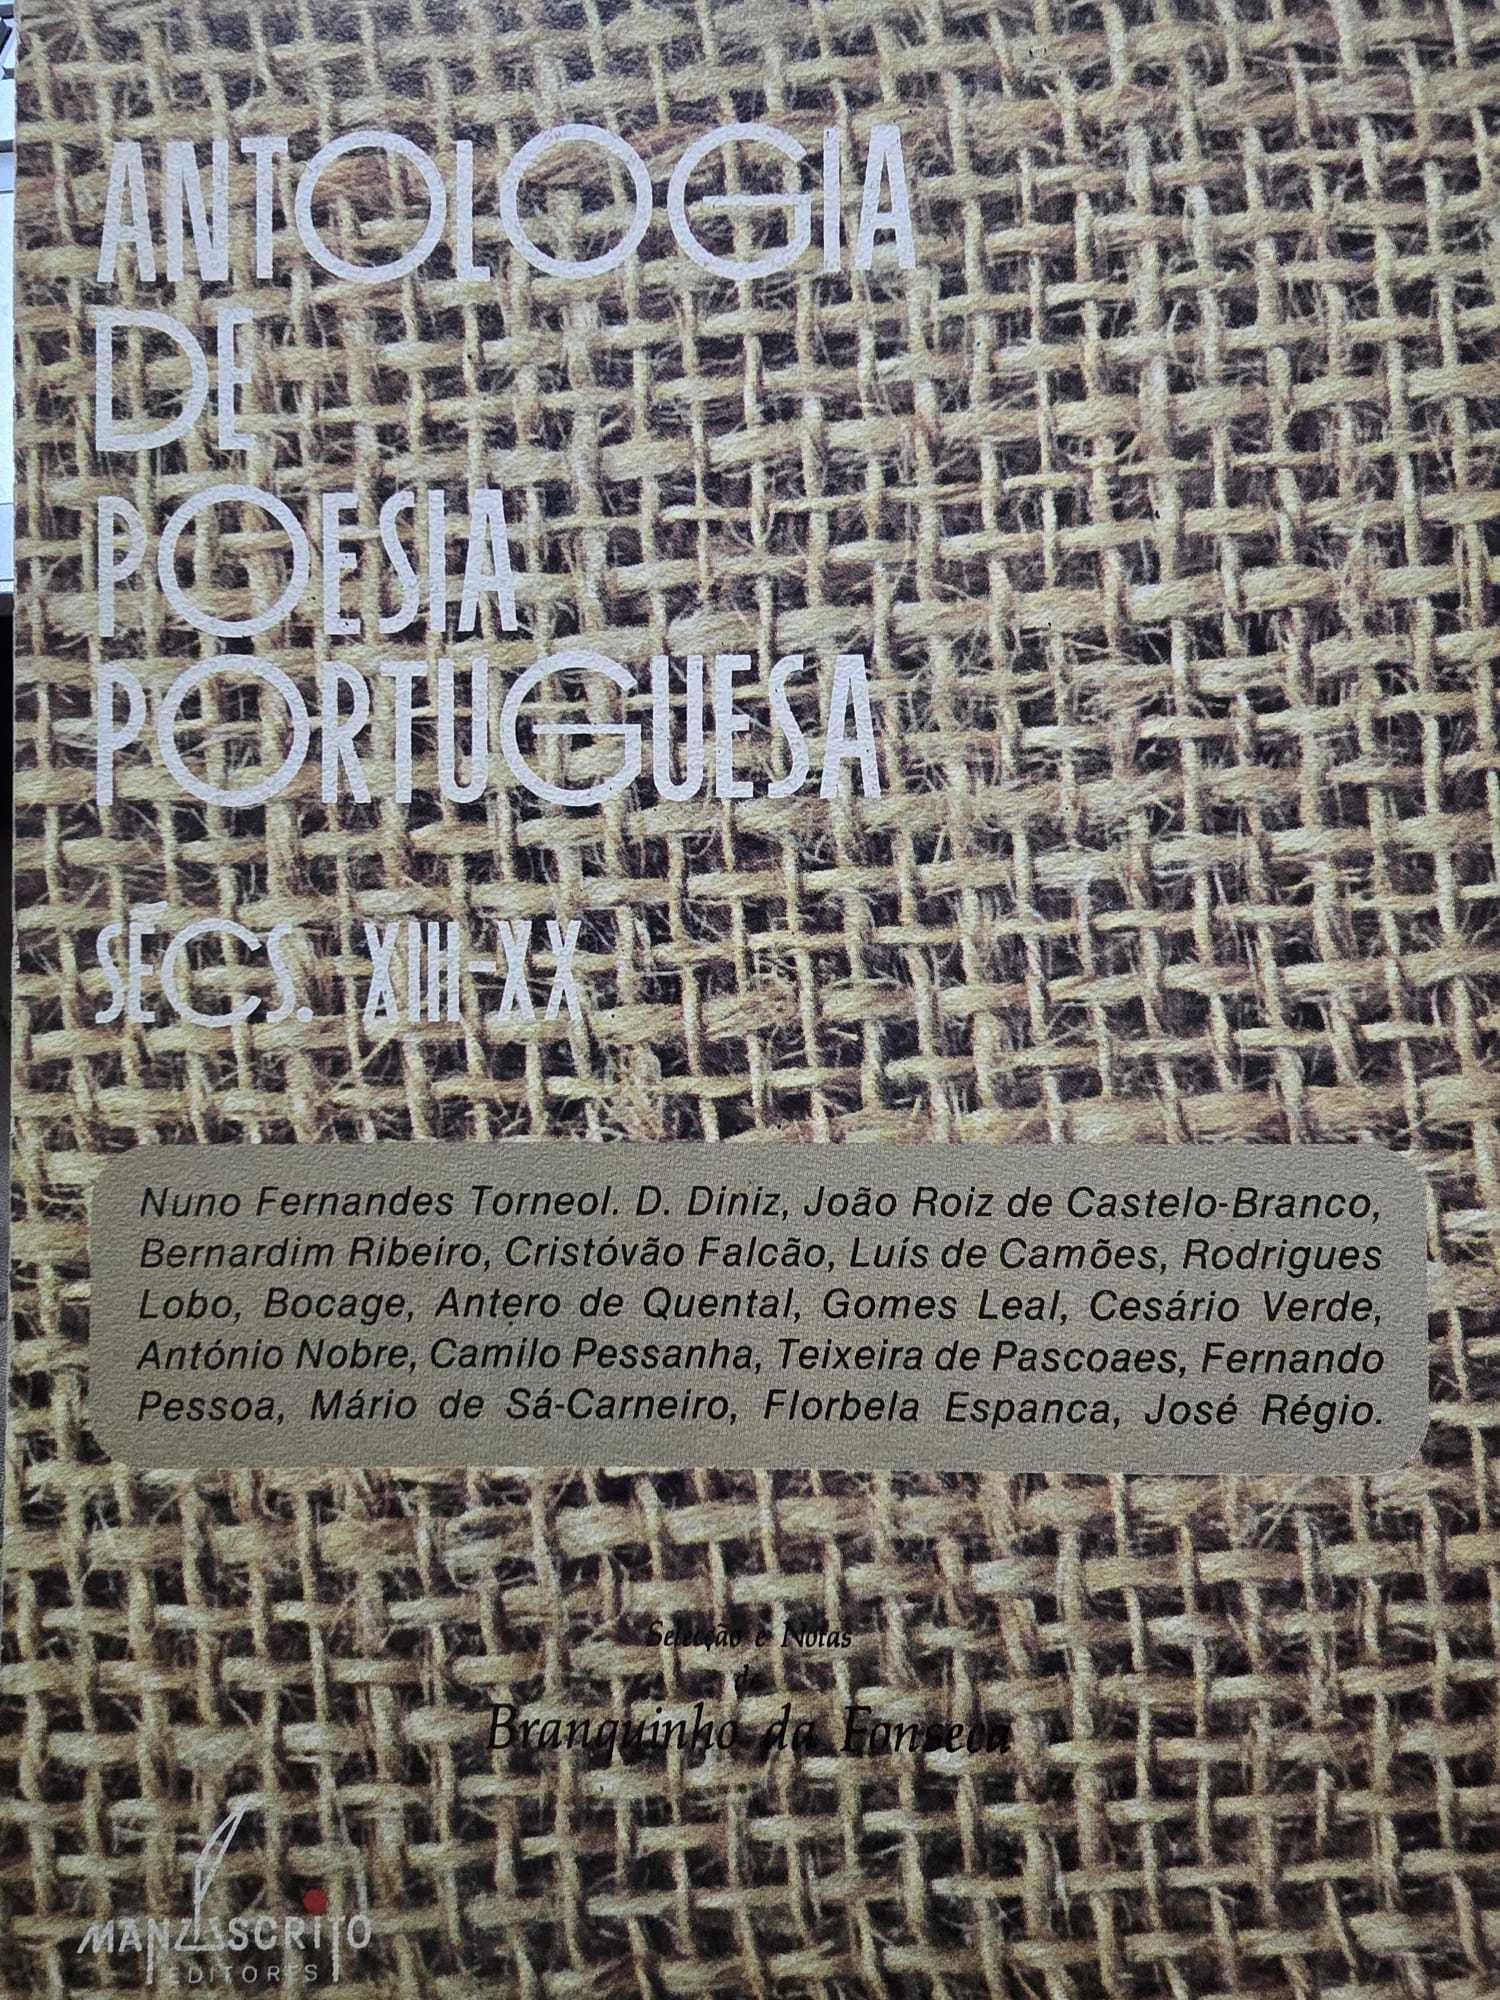 ANTOLOGIA
DE
POESIA
PORTUGUESA
SÉCS. XIII-XX
Nuno Fernandes Torneol. D. Diniz, João Roiz de Castelo-Branco,
Bernardim Ribeiro, Cristóvão Falcão, Luís de Camões, Rodrigues
Lobo, Bocage, Antero de Quental, Gomes Leal, Cesário Verde,
António Nobre, Camilo Pessanha, Teixeira de Pascoaes, Fernando
Pessoa, Mário de Sá-Carneiro, Florbela Espanca, José Régio.
Selecção e Notas
de
Branquinho da Fonseca
MANUSCRITO
EDITORES